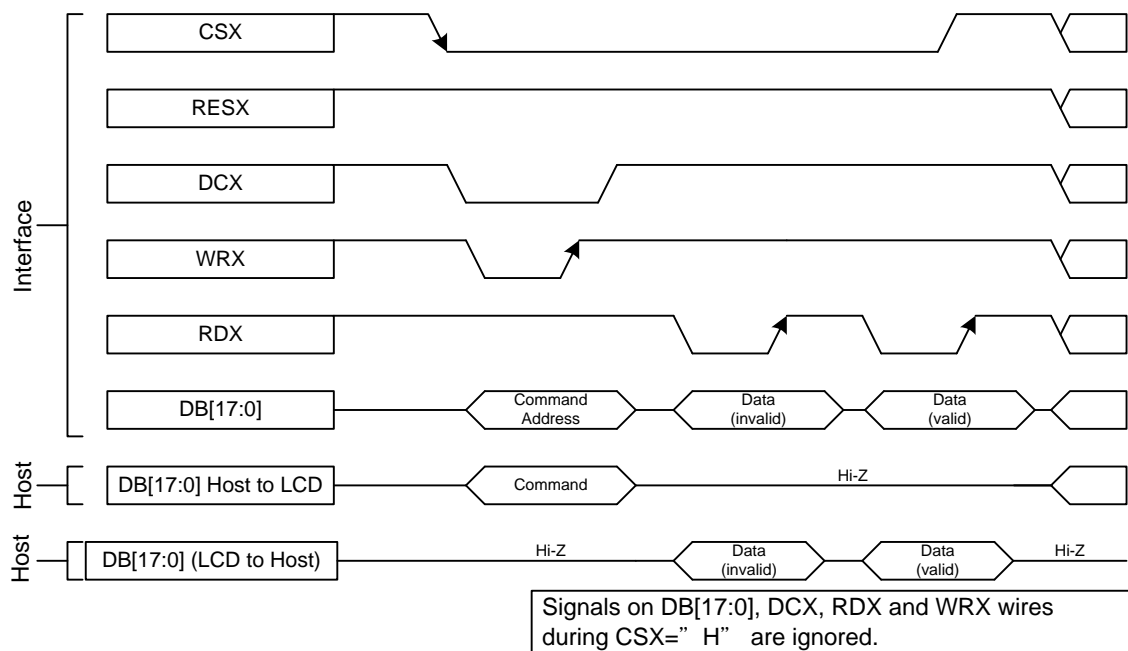 CSX
RESX
DCX
WRX
RDX
DB[17:0]
Command
Address
Data
(invalid)
Data
(valid)
Interface
Host
DB[17:0] Host to LCD
Command
Hi-Z
Host
DB[17:0] (LCD to Host)
Hi-Z
Data
(invalid)
Data
(valid)
Hi-Z
Signals on DB[17:0], DCX, RDX and WRX wires
during CSX=” H” are ignored.